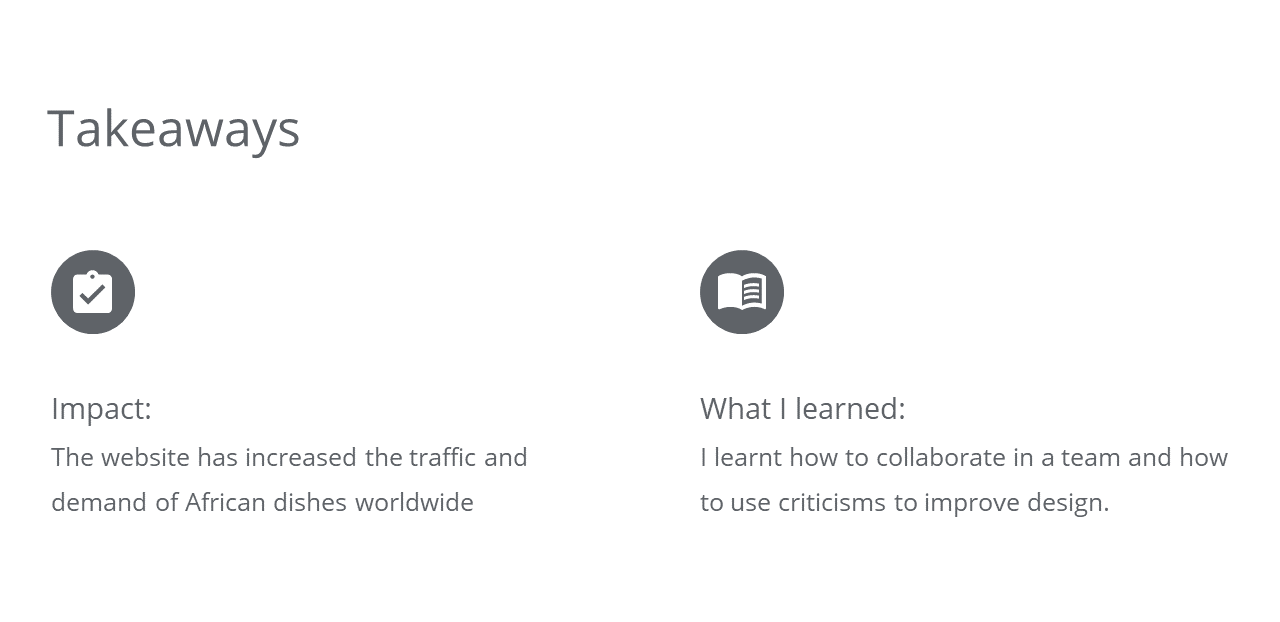 Takeaways
Impact:
The website has increased the traffic and
demand of African dishes worldwide
What I learned:
I learnt how to collaborate in a team and how
to use criticisms to improve design.